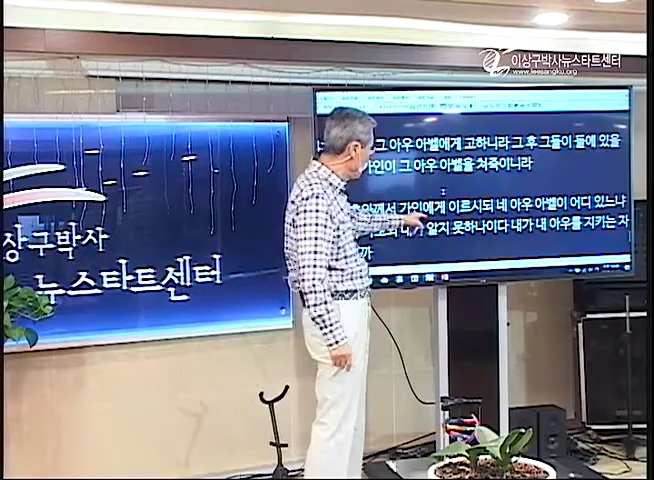 이상구박사뉴스타트센터
www.leesangku.org
그 아우 아벨에게 고하니라 그 후 그들이 들에 있을
가인이 그 아우 아벨을 쳐죽이니라
께서 가인에게 이르시되 네 아우 아벨이 어디 있느냐
알지 못하나이다 내가 내 아우를 지키는 자
까
상구박사
뉴스타트센터